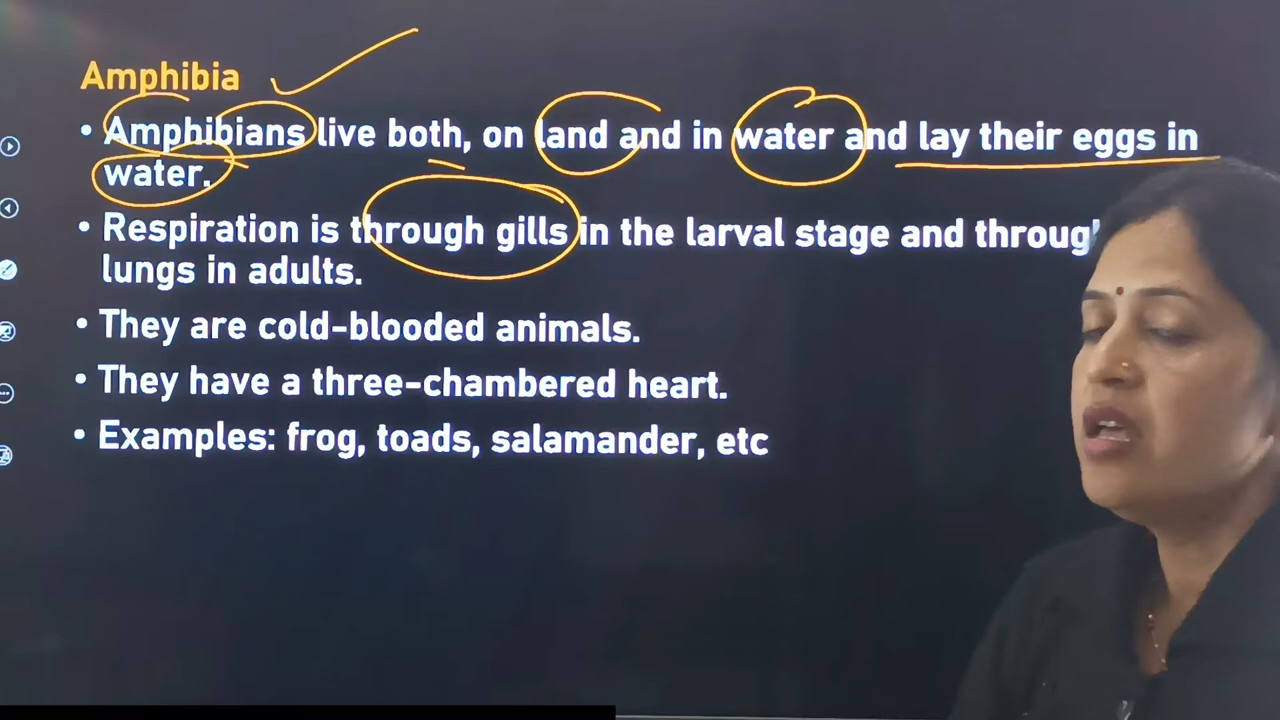 Amphibia
• Amphibians live both, on land and in water and lay their eggs in
water.
• Respiration is through gills in the larval stage and
lungs in adults.
• They are cold-blooded animals.
• They have a three-chambered heart.
• Examples: frog, toads, salamander, etc